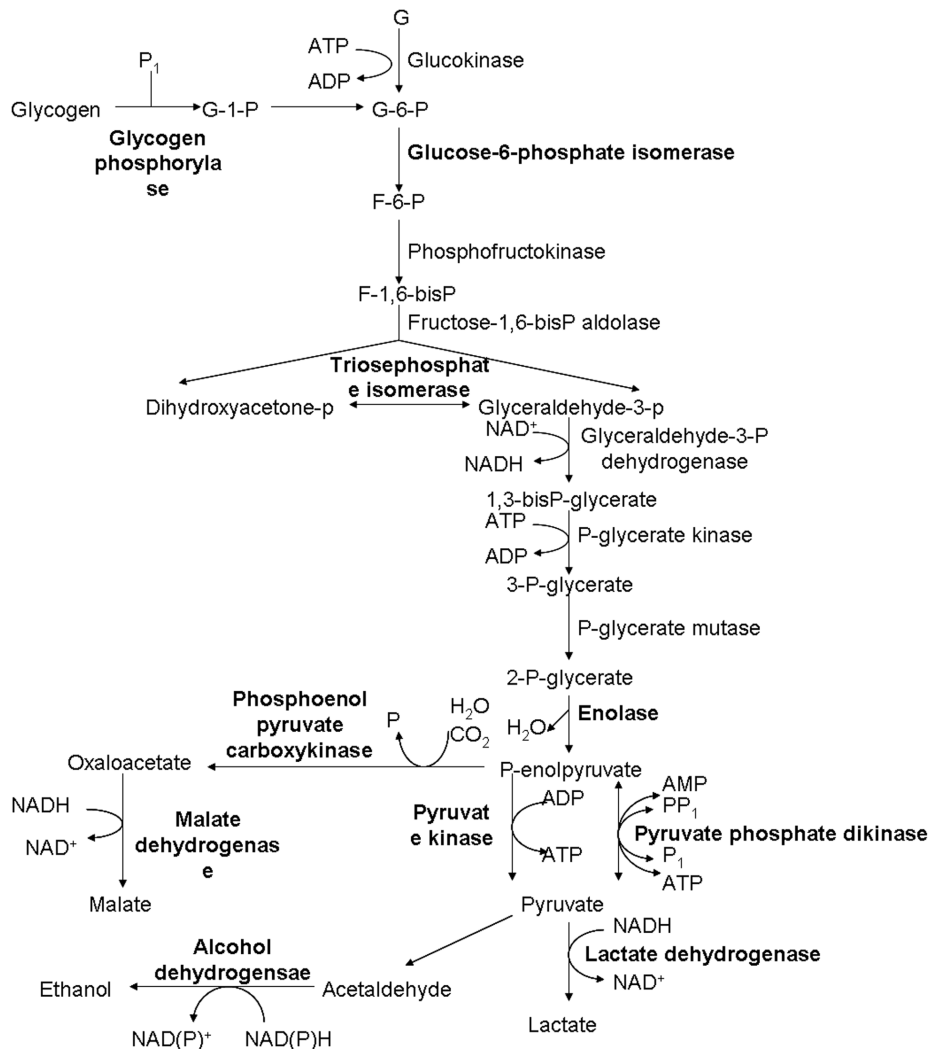 G
ATP
Glucokinase
ADP
P1
Glycogen
G-1-P
G-6-P
Glycogen
phosphoryla
se
Glucose-6-phosphate isomerase
F-6-P
Phosphofructokinase
F-1,6-bisP
Fructose-1,6-bisP aldolase
Triosephosphat
e isomerase
Dihydroxyacetone-p
Glyceraldehyde-3-p
NAD+
NADH
Glyceraldehyde-3-P
dehydrogenase
1,3-bisP-glycerate
ATP
ADP
P-glycerate kinase
3-P-glycerate
P-glycerate mutase
2-P-glycerate
Enolase
H2O
Phosphoenol
pyruvate
carboxykinase
P
H2O
CO2
Oxaloacetate
P-enolpyruvate
NADH
NAD+
Malate
dehydrogenas
e
Malate
Pyruvat
e kinase
ADP
ATP
AMP
PP1
Pyruvate phosphate dikinase
P1
ATP
Pyruvate
NADH
Lactate dehydrogenase
NAD+
Lactate
Alcohol
dehydrogensae
Ethanol
Acetaldehyde
NAD(P)+
NAD(P)H